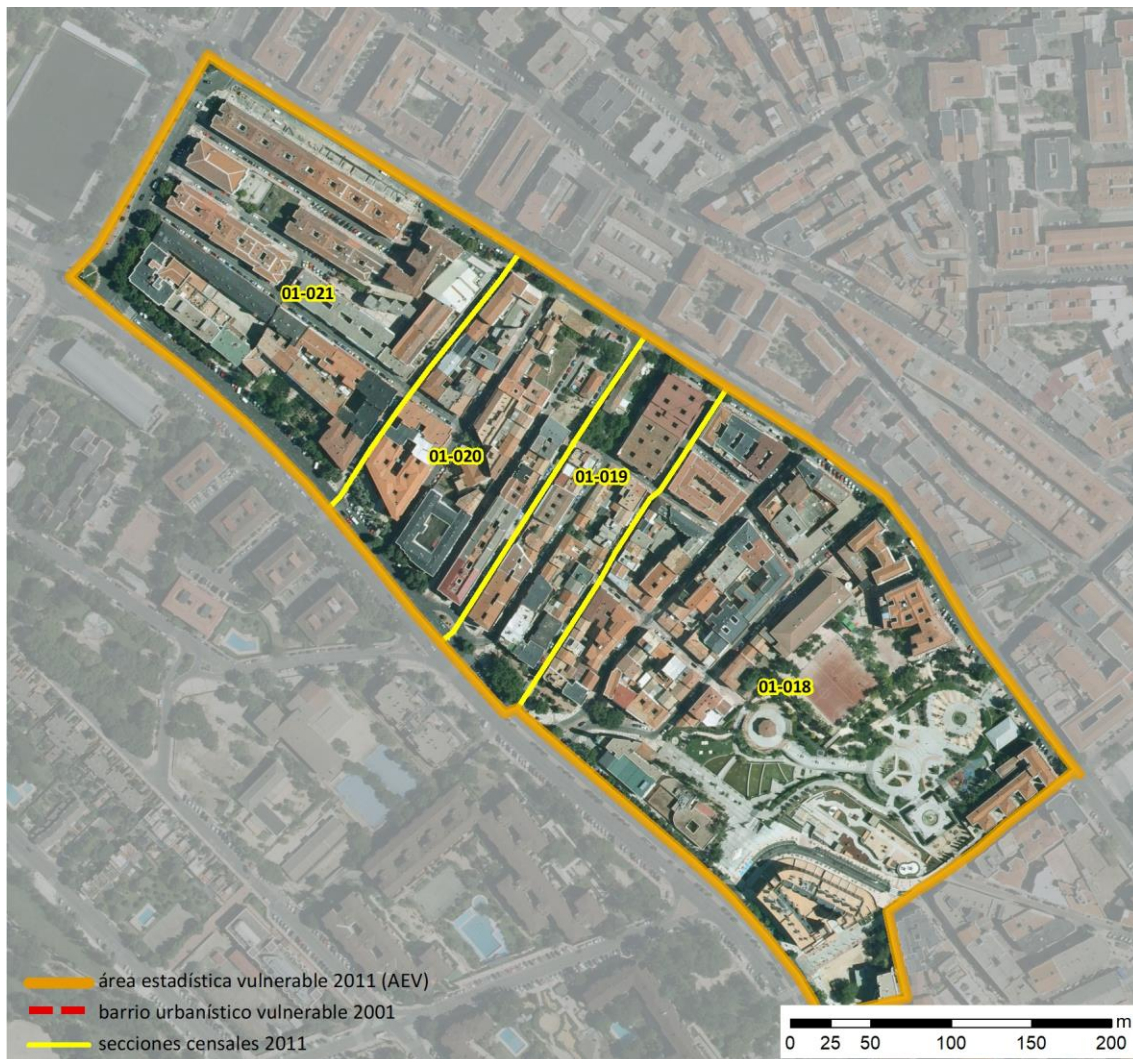 01-021
01-020
01-019
01-018
área estadística vulnerable 2011 (AEV)
barrio urbanístico vulnerable 2001
secciones censales 2011
m
0 25 50 100 150 200